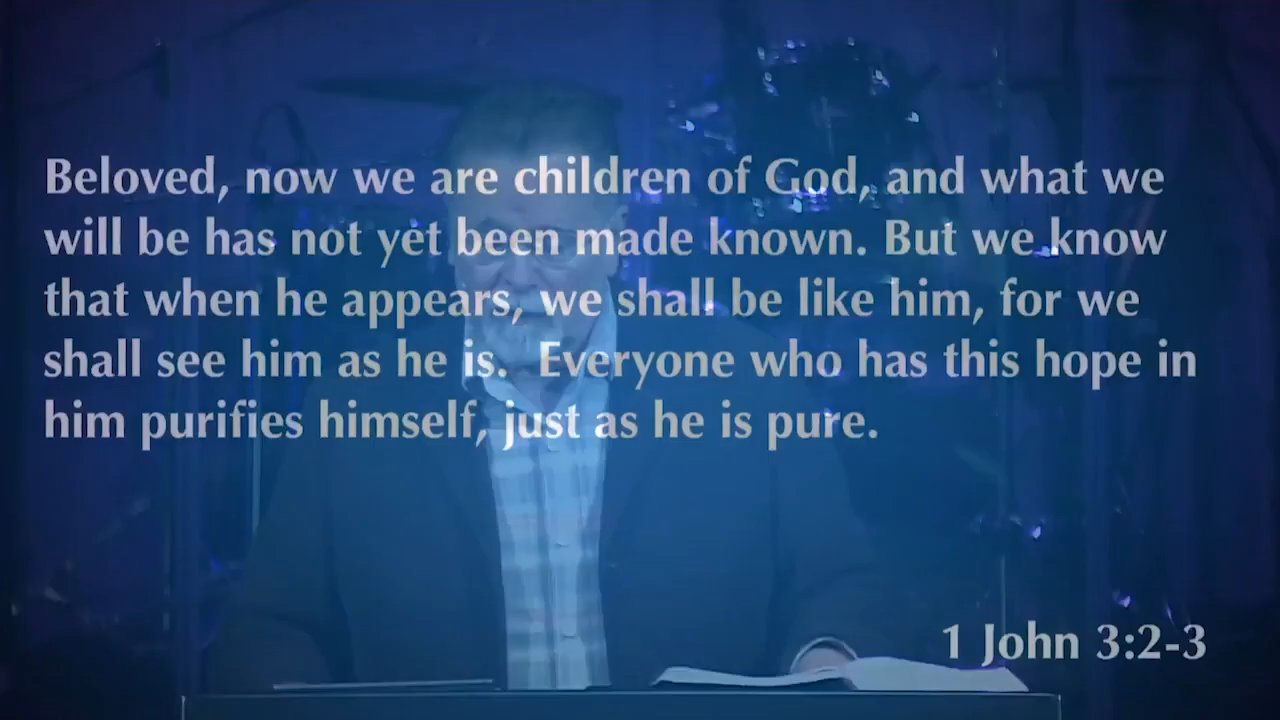 Beloved, now we are children of God, and what we
will be has not yet been made known. But we know
that when he appears, we shall be like him, for we
shall see him as he is.  Everyone who has this hope in
him purifies himself, just as he is pure.
1 John 3:2-3